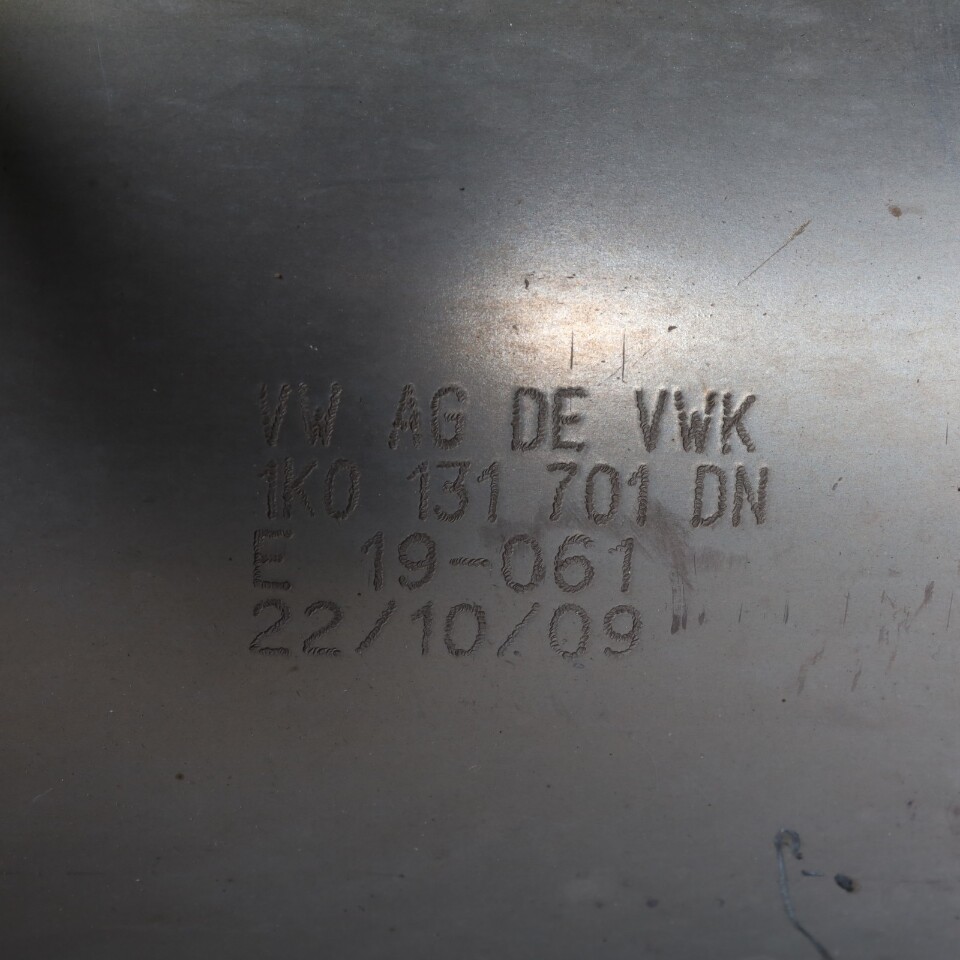 VW AG DE VWK
1K0 131 701 DN
E 19-061
22/10/09